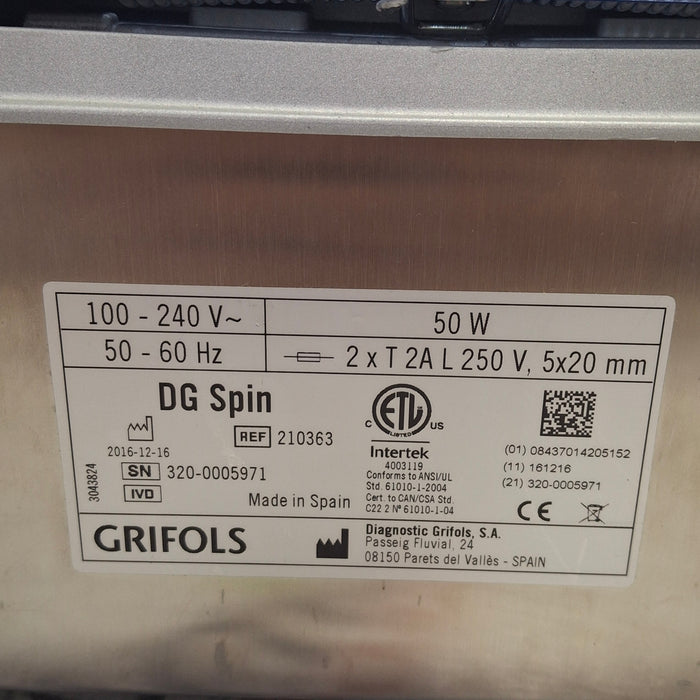 100 - 240 V~
50 W
50 - 60 Hz
2 x T 2A L 250 V, 5x20 mm
DG Spin
2016-12-16
REF 210363
SN 320-0005971
IVD
Made in Spain
3043824
C ETL US
LISTED
Intertek
4003119
Conforms to ANSI/UL
Std. 61010-1-2004
Cert. to CAN/CSA Std.
C22 2 Nº 61010-1-04
(01) 08437014205152
(11) 161216
(21) 320-0005971
CE
GRIFOLS
Diagnostic Grifols, S.A.
Passeig Fluvial, 24
08150 Parets del Vallès - SPAIN